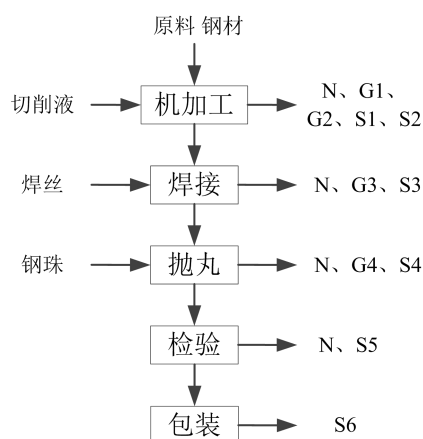 原料 钢材
切削液
机加工
N、G1、
G2、S1、S2
焊丝
焊接
N、G3、S3
钢珠
抛丸
N、G4、S4
检验
N、S5
包装
S6